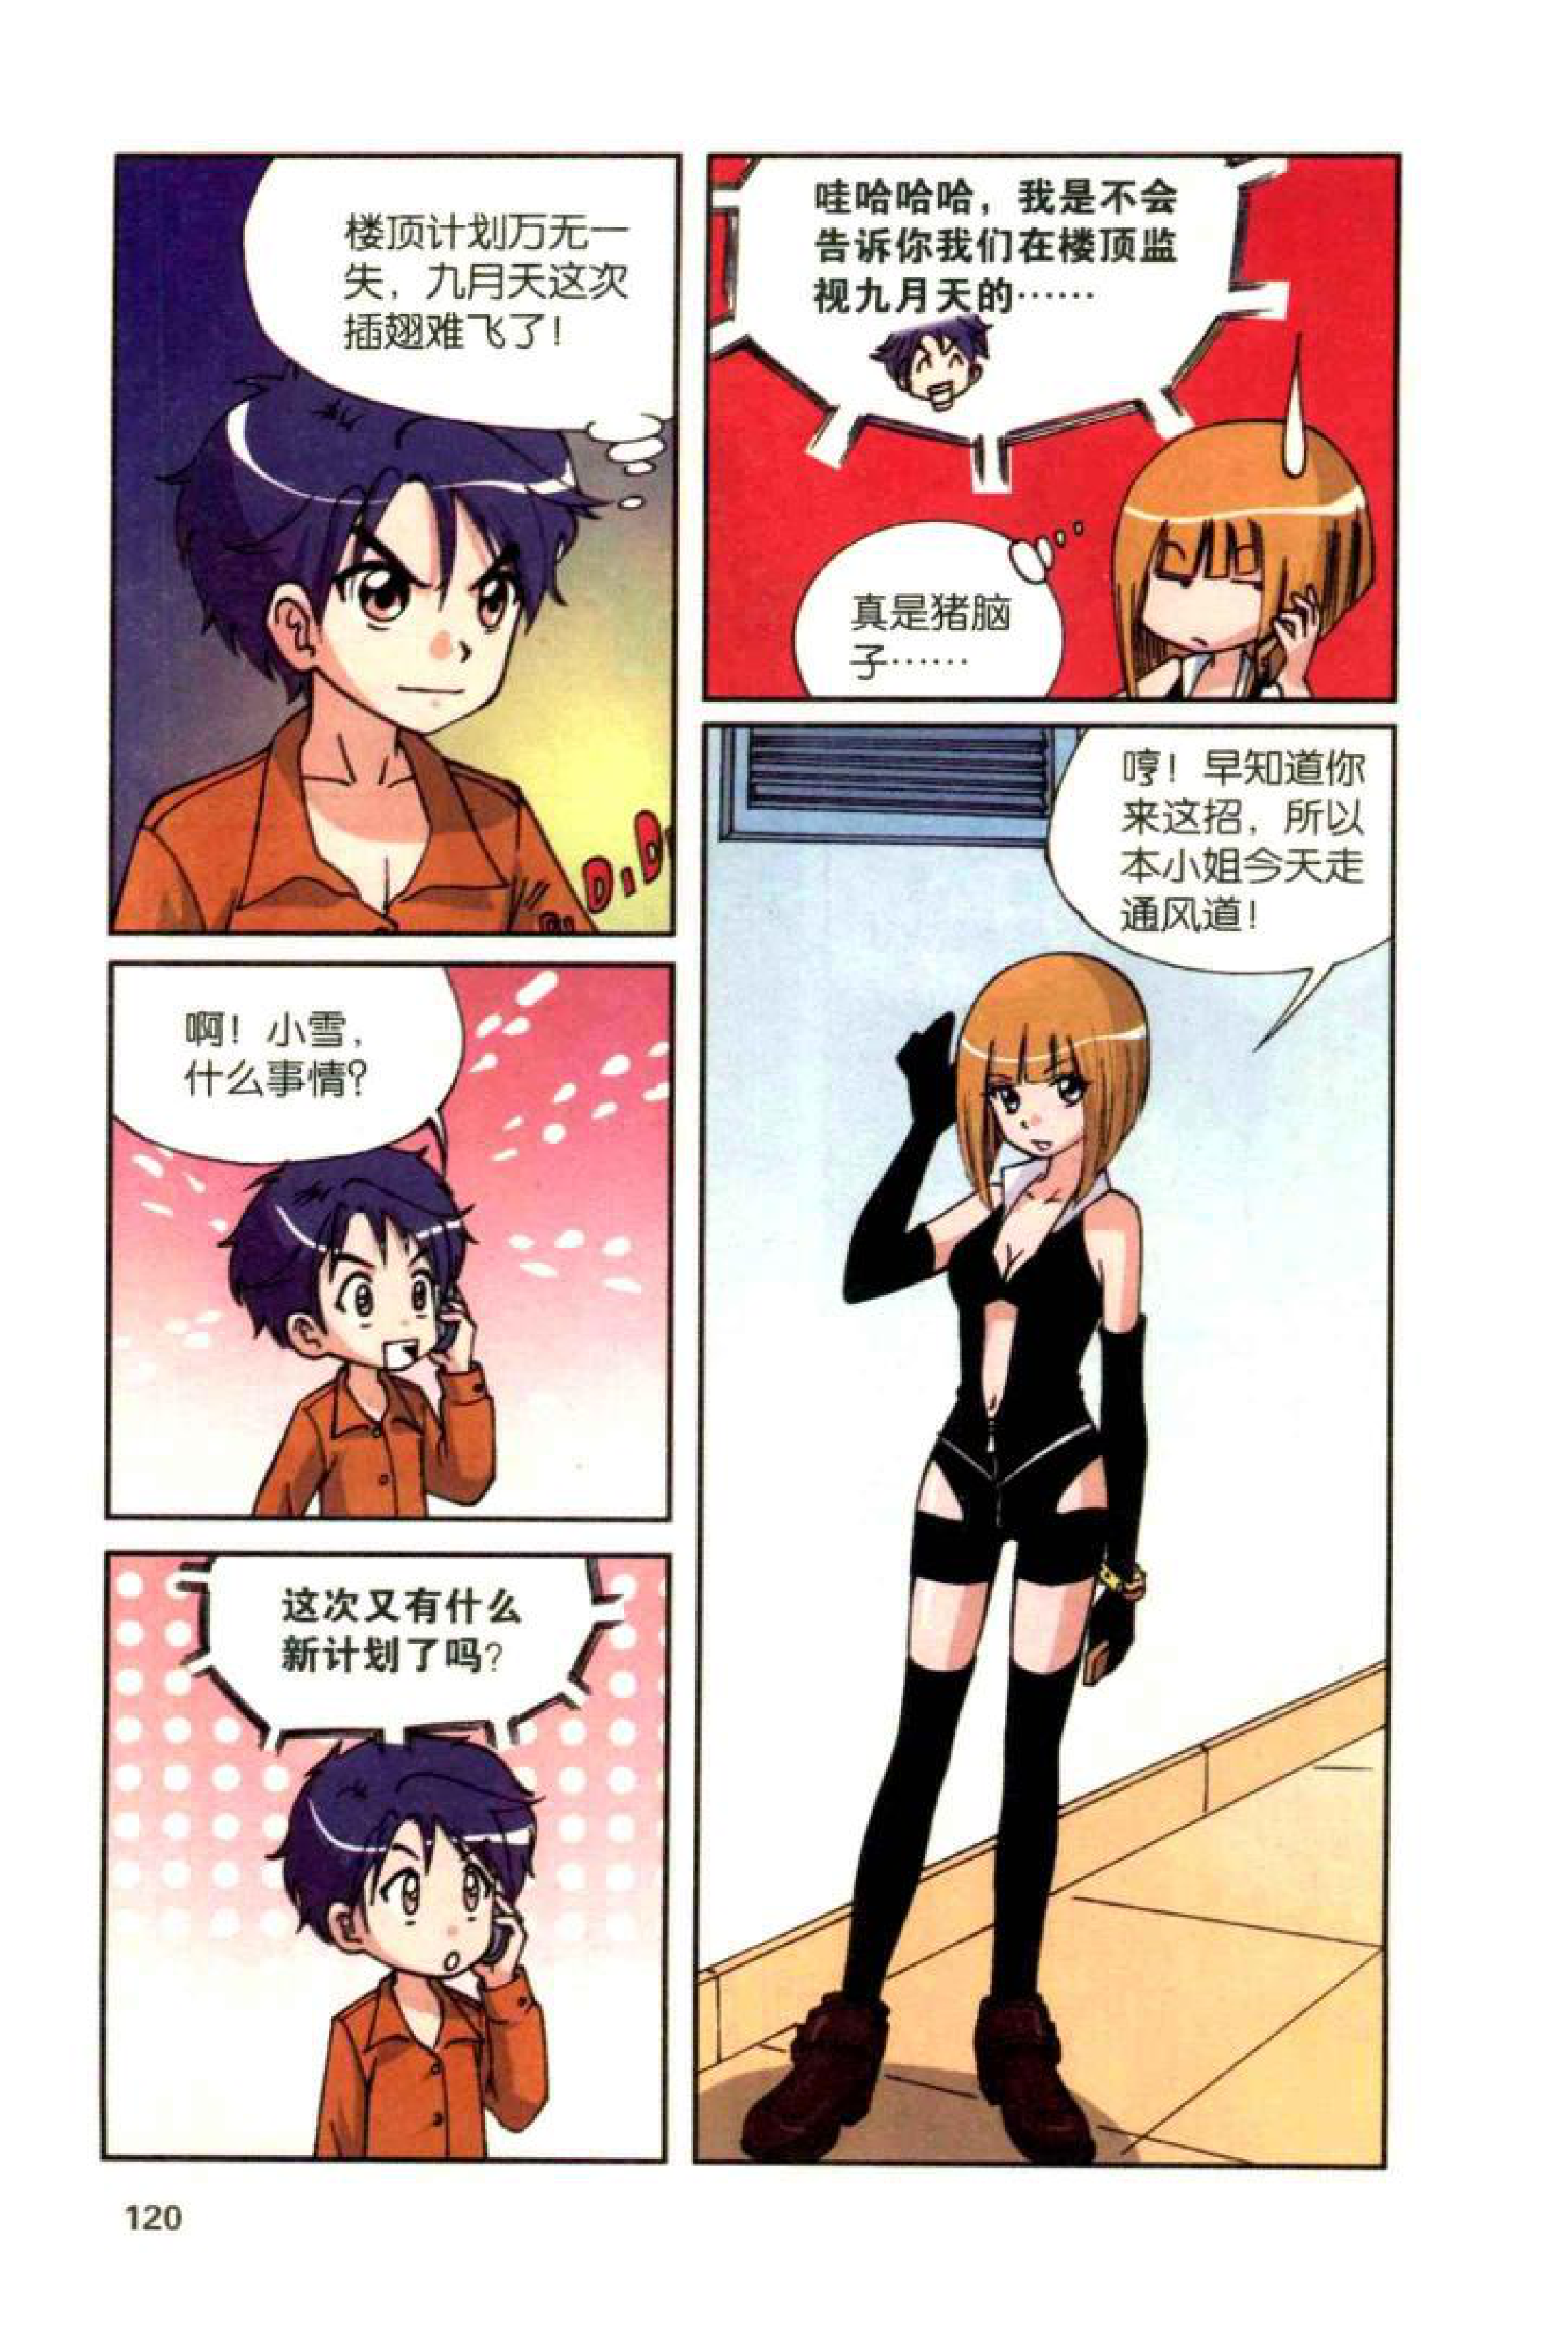 楼顶计划万无一
失，九月天这次
插翅难飞了！
DiDiD
啊！小雪，
什么事情？
这次又有什么
新计划了吗？
哇哈哈哈，我是不会
告诉你我们在楼顶监
视九月天的……
真是猪脑
子……
哼！早知道你
来这招，所以
本小姐今天走
通风道！
120